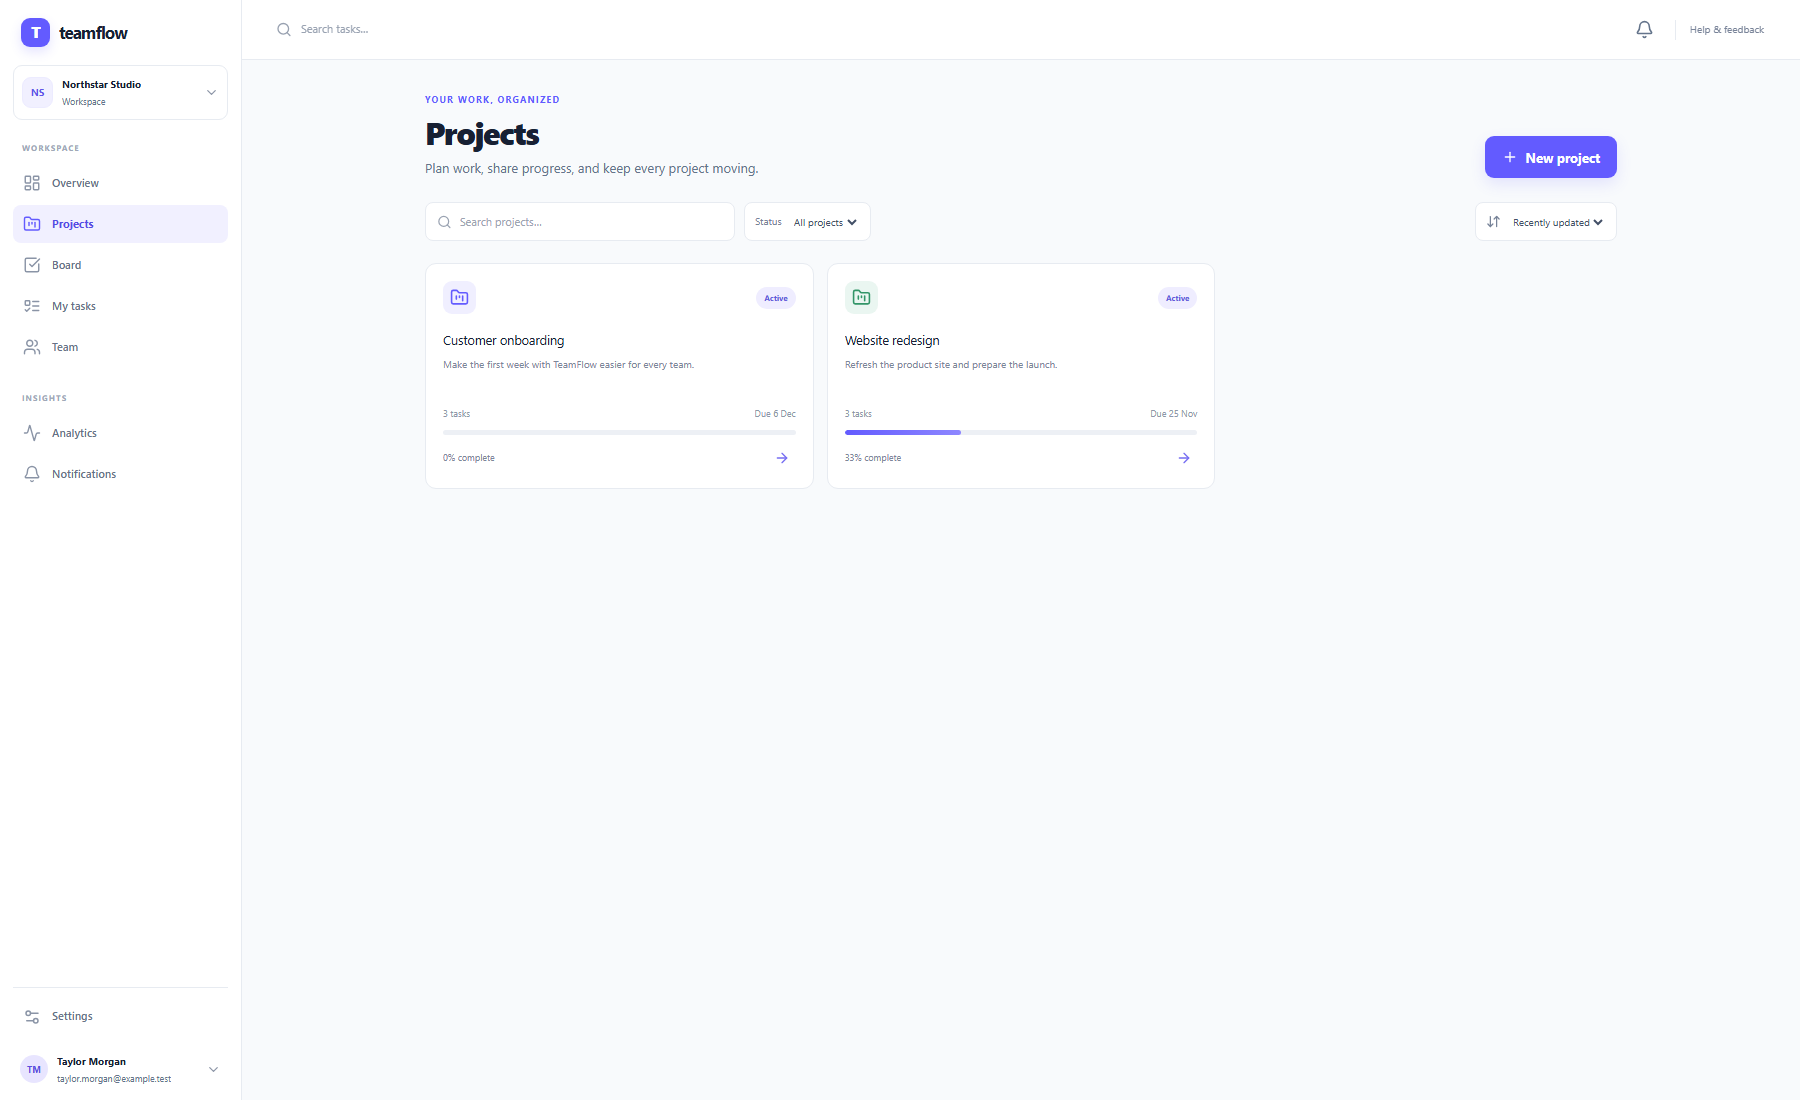 T teamflow
NS Northstar Studio
Workspace
WORKSPACE
Overview
Projects
Board
My tasks
Team
INSIGHTS
Analytics
Notifications
Settings
TM Taylor Morgan
taylor.morgan@example.test
Search tasks...
Help & feedback
YOUR WORK, ORGANIZED
Projects
Plan work, share progress, and keep every project moving.
New project
Search projects...
Status All projects
Recently updated
Active
Customer onboarding
Make the first week with TeamFlow easier for every team.
3 tasks Due 6 Dec
0% complete
Active
Website redesign
Refresh the product site and prepare the launch.
3 tasks Due 25 Nov
33% complete